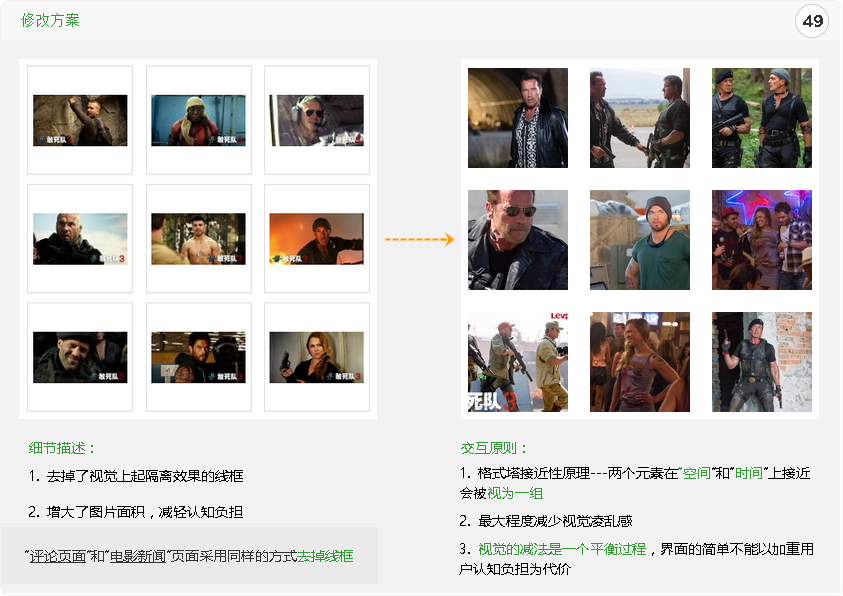 修改方案
49
敢死队3
敢死队3
敢死队
敢死队3
敢死队3
敢死队
敢死队3
敢死队3
敢死队3
Levp
死队3
细节描述：
1. 去掉了视觉上起隔离效果的线框
2. 增大了图片面积，减轻认知负担
“评论页面”和“电影新闻”页面采用同样的方式去掉线框
交互原则：
1. 格式塔接近性原理---两个元素在“空间”和“时间”上接近
会被视为一组
2. 最大程度减少视觉凌乱感
3. 视觉的减法是一个平衡过程，界面的简单不能以加重用
户认知负担为代价